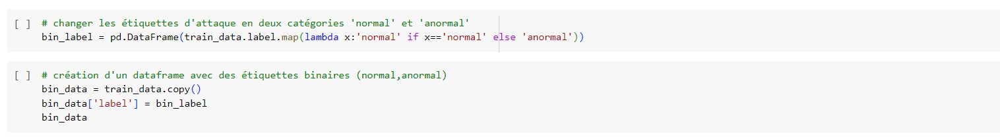 [ ] # changer les étiquettes d'attaque en deux catégories 'normal' et 'anormal'
bin_label = pd.DataFrame(train_data.label.map(lambda x:'normal' if x=='normal' else 'anormal'))
[ ] # création d'un dataframe avec des étiquettes binaires (normal,anormal)
bin_data = train_data.copy()
bin_data['label'] = bin_label
bin_data